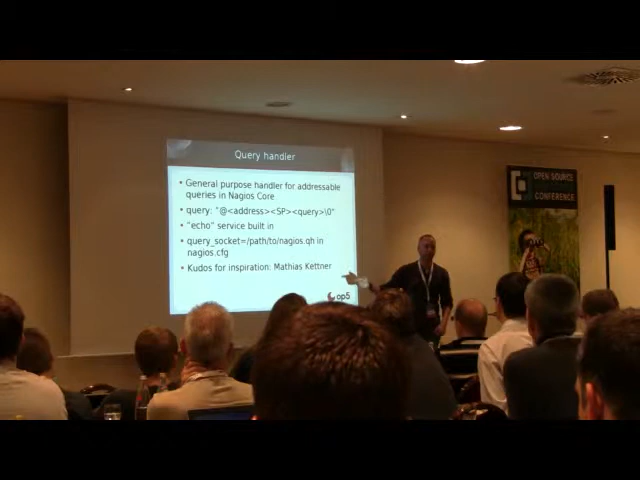 Query handler
• General purpose handler for addressable
queries in Nagios Core
• query: "@<address><SP><query>\0"
• "echo" service built in
• query_socket=/path/to/nagios.qh in
nagios.cfg
• Kudos for inspiration: Mathias Kettner
op5
OPEN SOURCE
CONFERENCE